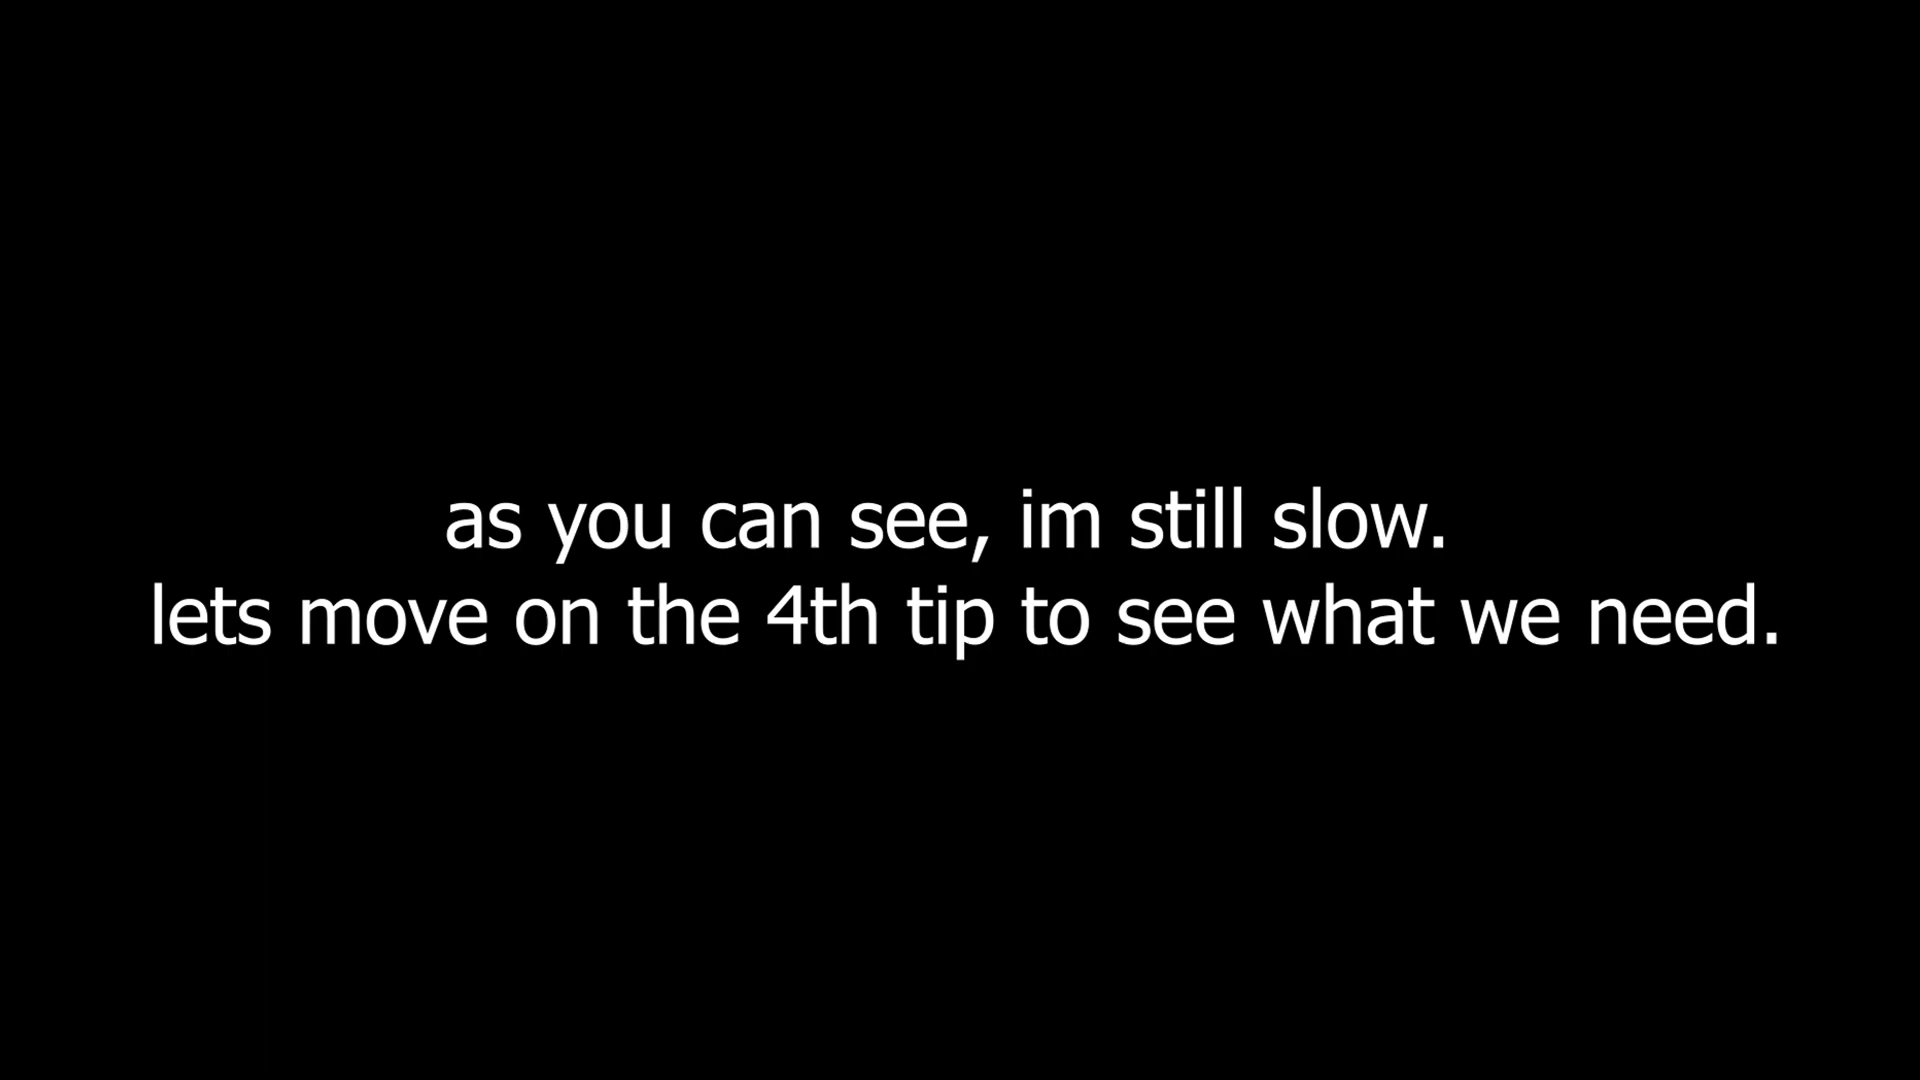 as you can see, im still slow.
lets move on the 4th tip to see what we need.